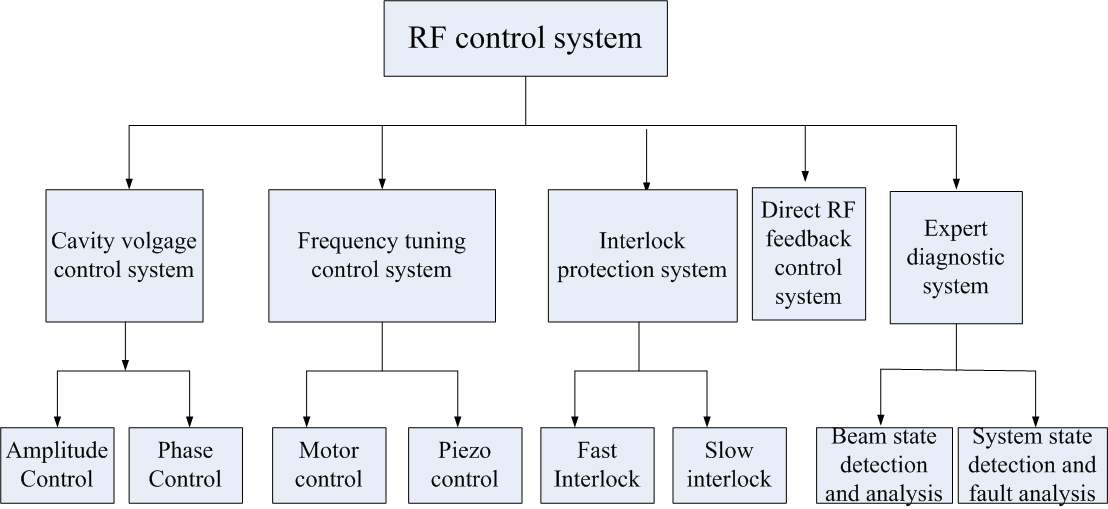 RF control system
Cavity volgage
control system
Frequency tuning
control system
Interlock
protection system
Direct RF
feedback
control
system
Expert
diagnostic
system
Amplitude
Control
Phase
Control
Motor
control
Piezo
control
Fast
Interlock
Slow
interlock
Beam state
detection
and analysis
System state
detection and
fault analysis